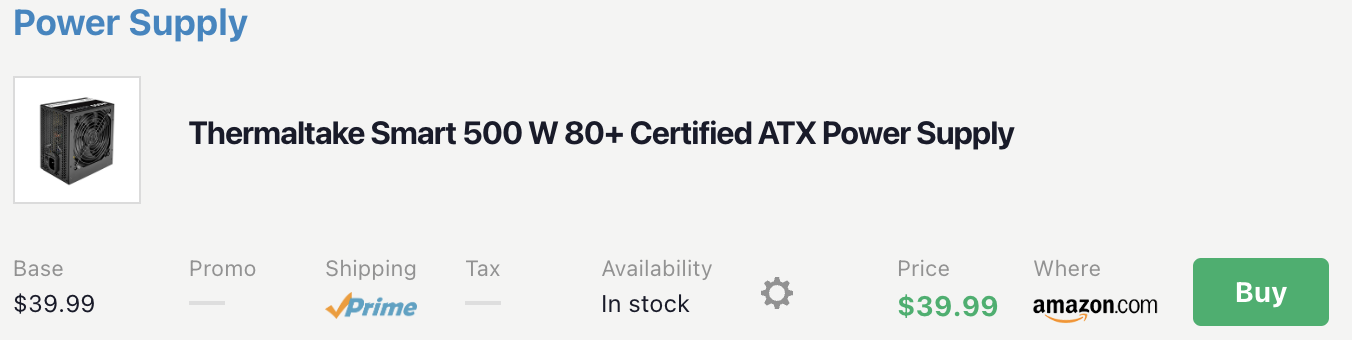 Power Supply
Thermaltake Smart 500 W 80+ Certified ATX Power Supply
Base Promo Shipping Tax Availability Price Where
$39.99 — Prime — In stock $39.99 amazon.com Buy